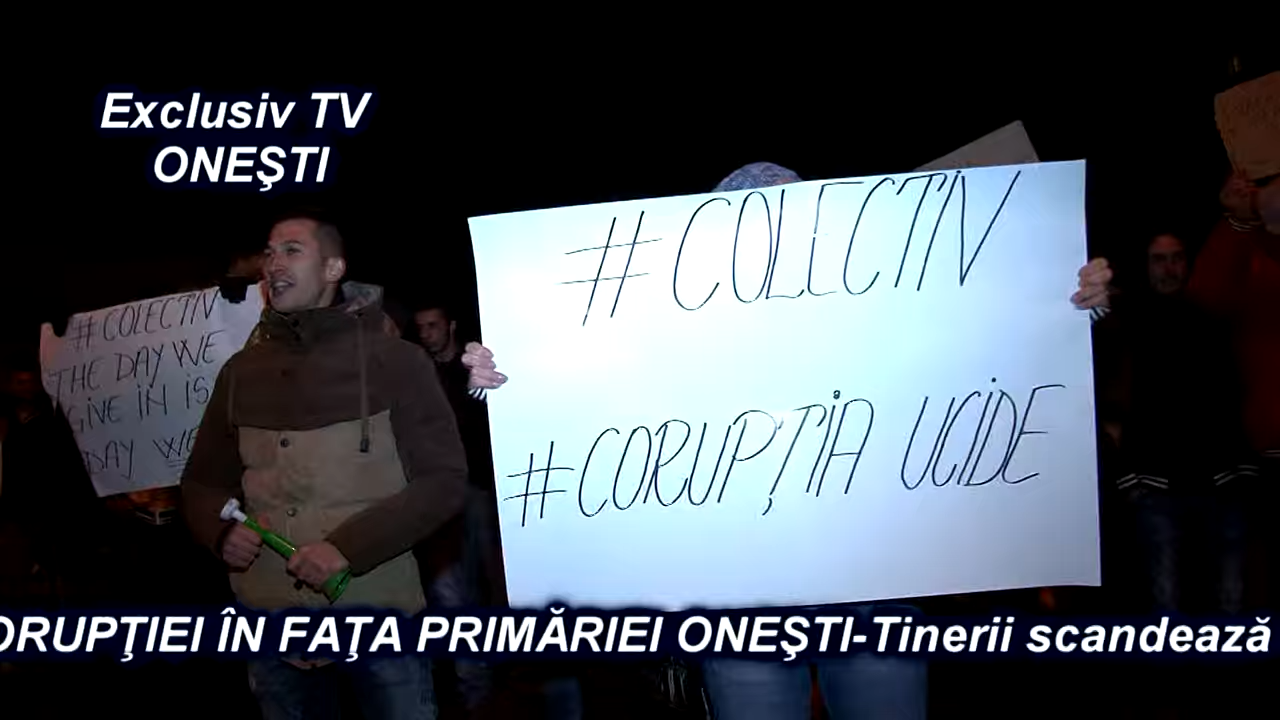 Exclusiv TV
ONEŞTI
#COLECTIV
#CORUPȚIA UCIDE
#COLECTIV
THE DAY WE
GIVE IN IS
DAY WE
ORUPŢIEI ÎN FAŢA PRIMĂRIEI ONEŞTI-Tinerii scandează